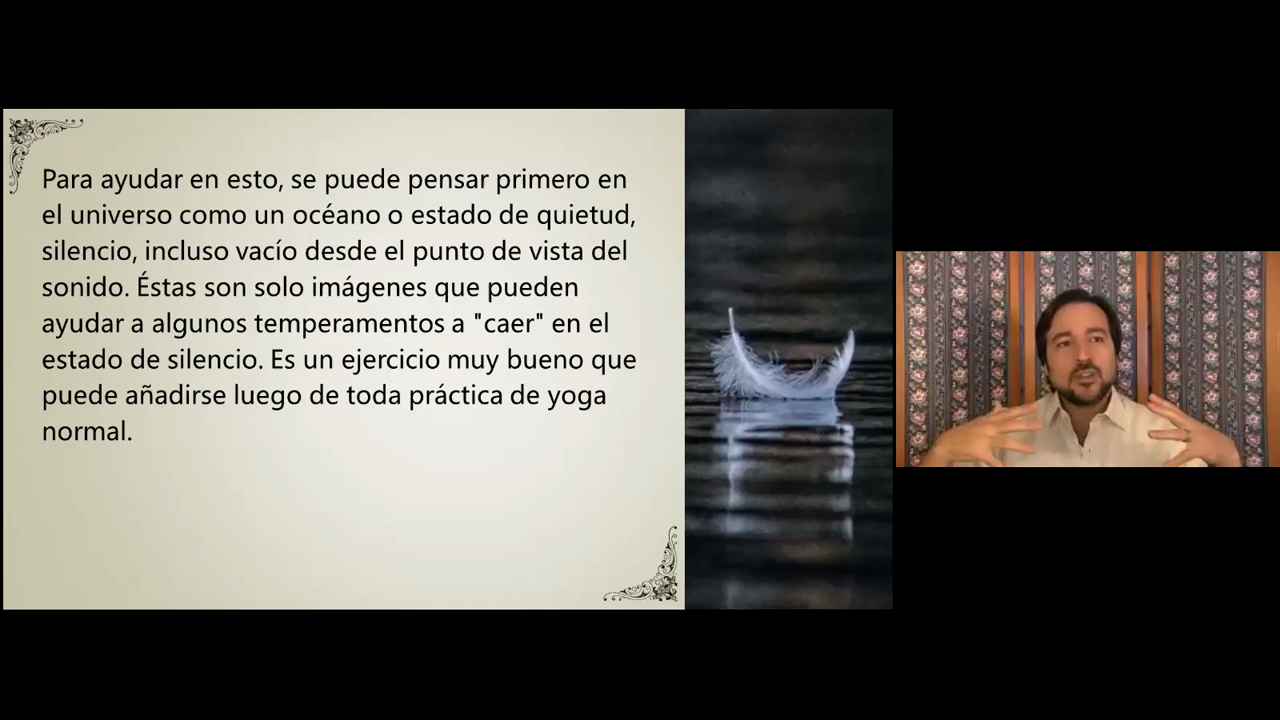 Para ayudar en esto, se puede pensar primero en
el universo como un océano o estado de quietud,
silencio, incluso vacío desde el punto de vista del
sonido. Éstas son solo imágenes que pueden
ayudar a algunos temperamentos a "caer" en el
estado de silencio. Es un ejercicio muy bueno que
puede añadirse luego de toda práctica de yoga
normal.